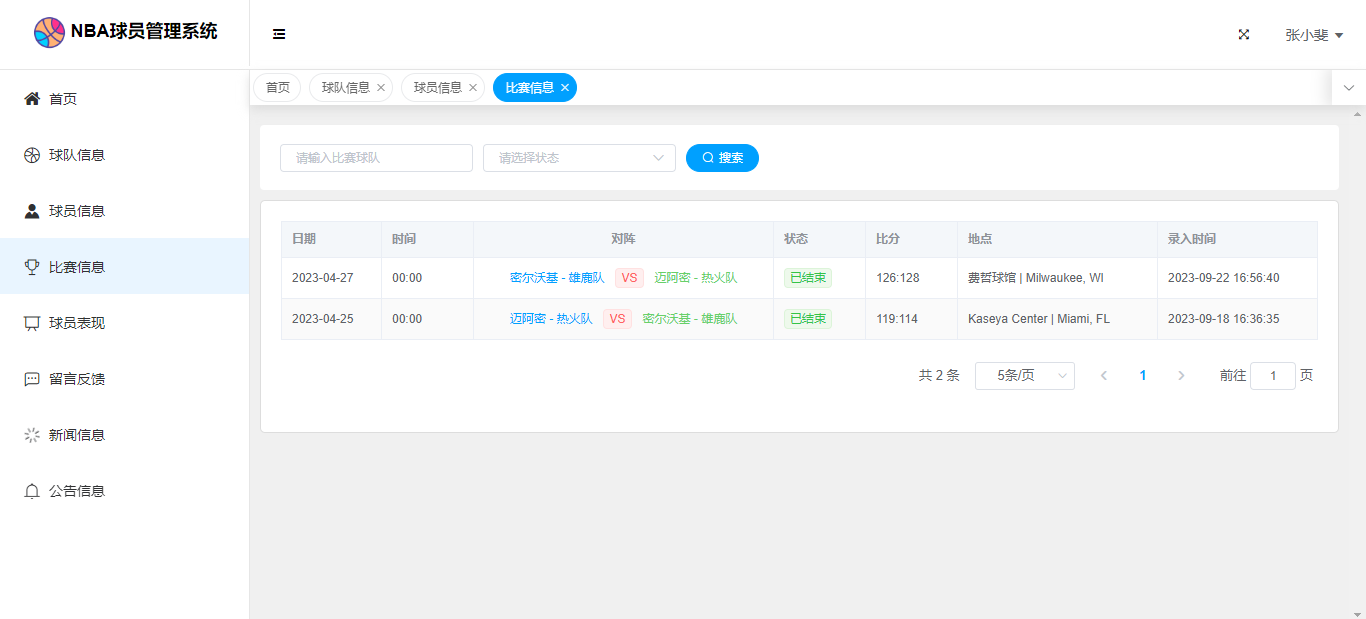 NBA球员管理系统
张小斐
首页
球队信息
球员信息
比赛信息
首页
球队信息
球员信息
比赛信息
球员表现
留言反馈
新闻信息
公告信息
请输入比赛球队
请选择状态
搜索
日期 时间 对阵 状态 比分 地点 录入时间
2023-04-27 00:00 密尔沃基 - 雄鹿队 VS 迈阿密 - 热火队 已结束 126:128 费哲球馆 | Milwaukee, WI 2023-09-22 16:56:40
2023-04-25 00:00 迈阿密 - 热火队 VS 密尔沃基 - 雄鹿队 已结束 119:114 Kaseya Center | Miami, FL 2023-09-18 16:36:35
共 2 条 5条/页 1 前往 1 页